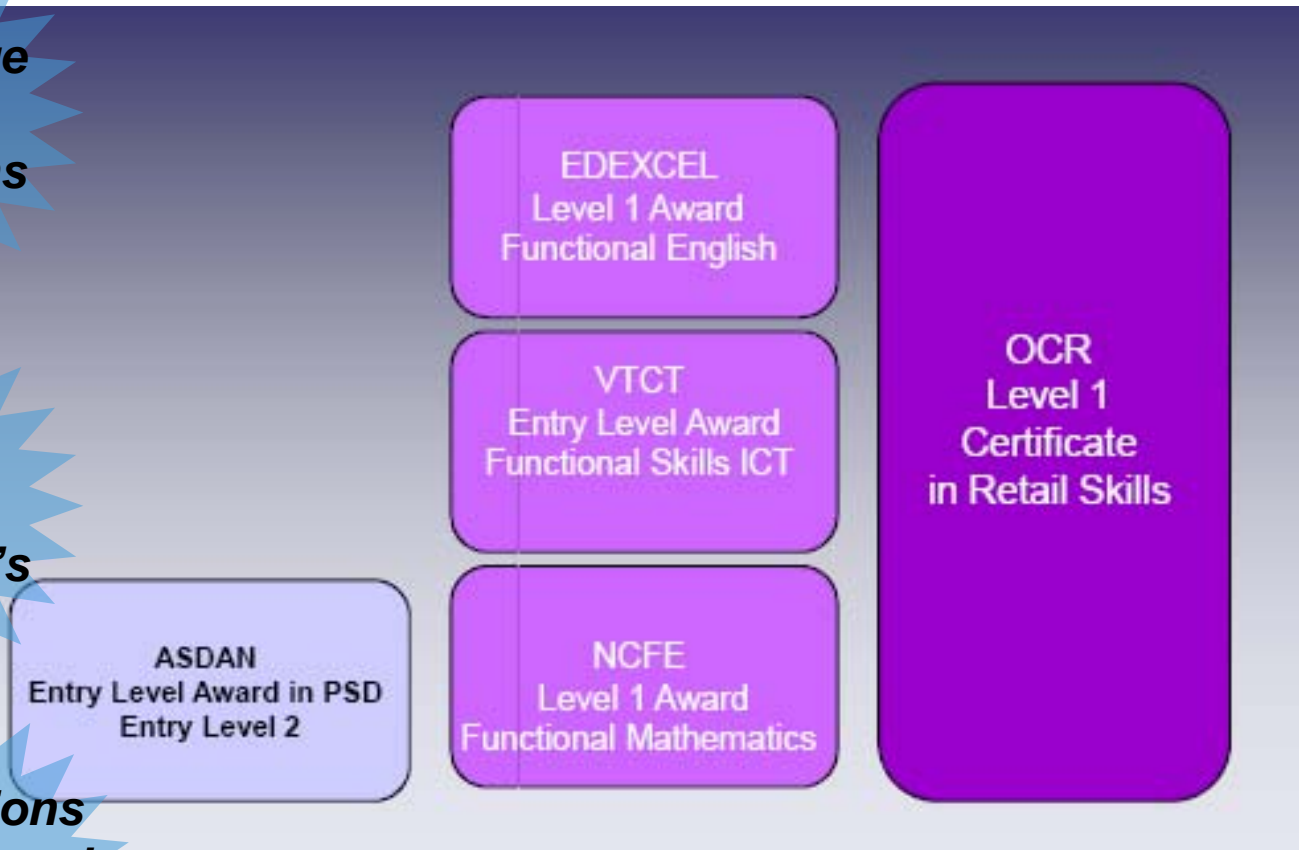 EDEXCEL
Level 1 Award
Functional English
VTCT
Entry Level Award
Functional Skills ICT
OCR
Level 1
Certificate
in Retail Skills
's
ASDAN
Entry Level Award in PSD
Entry Level 2
NCFE
Level 1 Award
Functional Mathematics